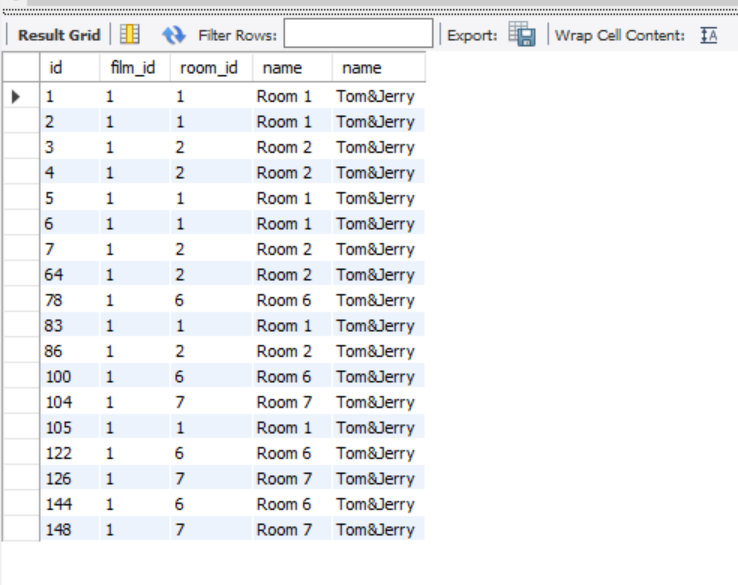 Result Grid Filter Rows: Export: Wrap Cell Content: IA
id film_id room_id name name
1 1 1 Room 1 Tom&Jerry
2 1 1 Room 1 Tom&Jerry
3 1 2 Room 2 Tom&Jerry
4 1 2 Room 2 Tom&Jerry
5 1 1 Room 1 Tom&Jerry
6 1 1 Room 1 Tom&Jerry
7 1 2 Room 2 Tom&Jerry
64 1 2 Room 2 Tom&Jerry
78 1 6 Room 6 Tom&Jerry
83 1 1 Room 1 Tom&Jerry
86 1 2 Room 2 Tom&Jerry
100 1 6 Room 6 Tom&Jerry
104 1 7 Room 7 Tom&Jerry
105 1 1 Room 1 Tom&Jerry
122 1 6 Room 6 Tom&Jerry
126 1 7 Room 7 Tom&Jerry
144 1 6 Room 6 Tom&Jerry
148 1 7 Room 7 Tom&Jerry